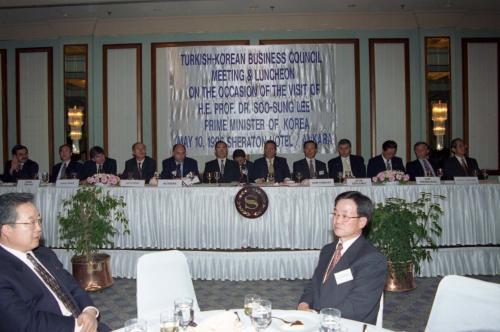 TURKISH-KOREAN BUSINESS COUNCIL
MEETING & LUNCHEON
ON THE OCCASION OF THE VISIT OF
H.E. PROF. DR. SOO-SUNG LEE
PRIME MINISTER OF KOREA
MAY 10, 1996 SHERATON HOTEL / ANKARA
S